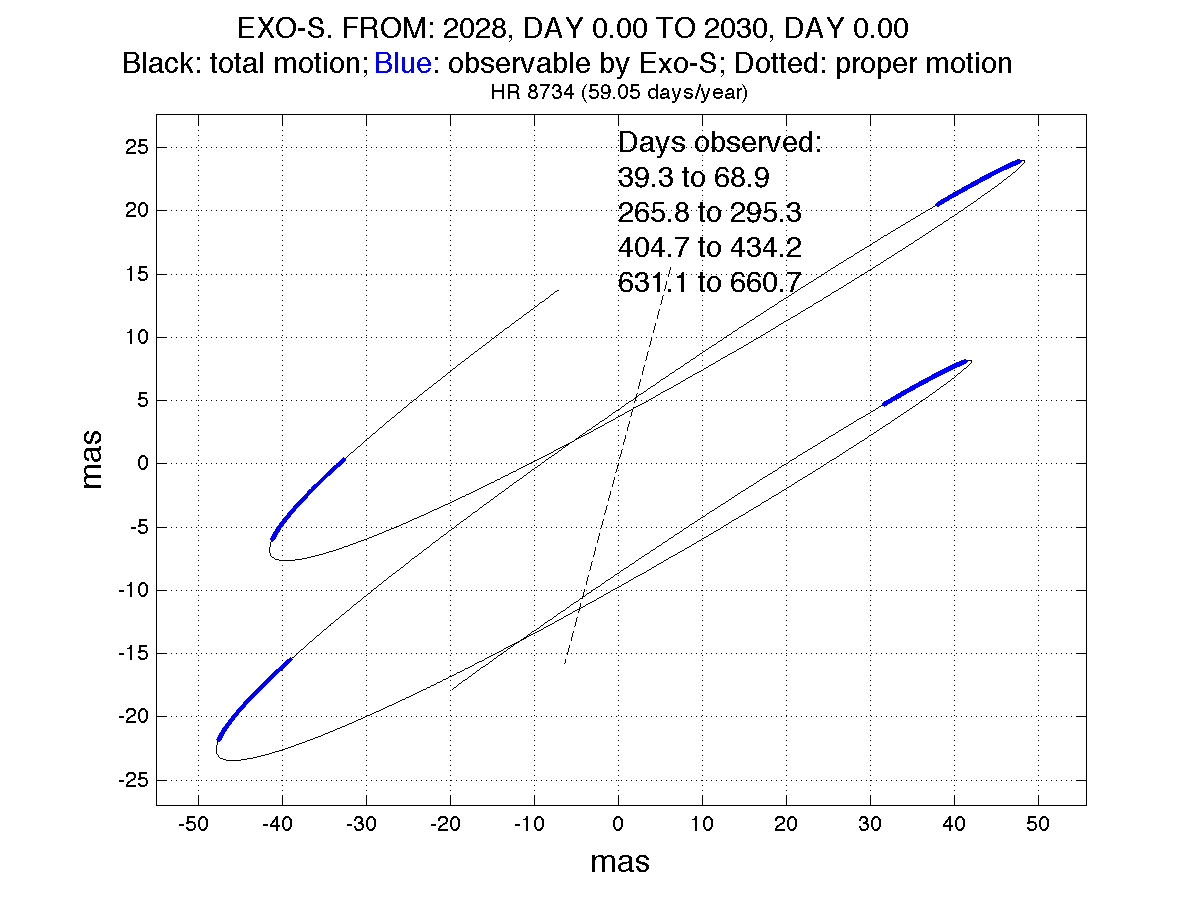 EXO-S. FROM: 2028, DAY 0.00 TO 2030, DAY 0.00
Black: total motion; Blue: observable by Exo-S; Dotted: proper motion
HR 8734 (59.05 days/year)
Days observed:
39.3 to 68.9
265.8 to 295.3
404.7 to 434.2
631.1 to 660.7
25
20
15
10
5
0
-5
-10
-15
-20
-25
mas
-50 -40 -30 -20 -10 0 10 20 30 40 50
mas